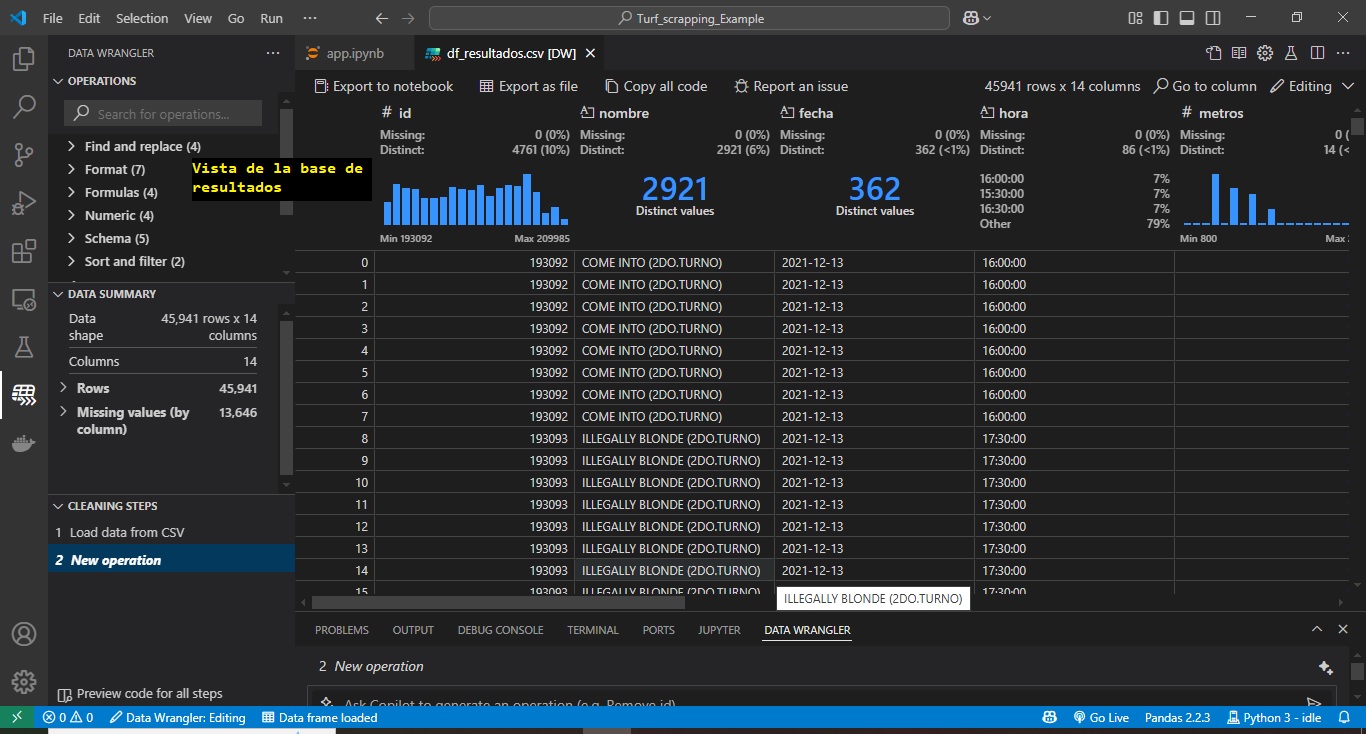 File Edit Selection View Go Run ···
Turf_scrapping_Example
DATA WRANGLER
app.ipynb
df_resultados.csv [DW]
OPERATIONS
Search for operations...
Find and replace (4)
Format (7)
Formulas (4)
Numeric (4)
Schema (5)
Sort and filter (2)
Vista de la base de
resultados
DATA SUMMARY
Data shape 45,941 rows x 14 columns
Columns 14
Rows 45,941
Missing values (by column) 13,646
CLEANING STEPS
1 Load data from CSV
2 New operation
Preview code for all steps
Export to notebook Export as file Copy all code Report an issue 45941 rows x 14 columns Go to column Editing
# id nombre fecha hora # metros
Missing: 0 (0%) Missing: 0 (0%) Missing: 0 (0%) Missing: 0 (0%) Missing: 0 (
Distinct: 4761 (10%) Distinct: 2921 (6%) Distinct: 362 (<1%) Distinct: 86 (<1%) Distinct: 14 (<
Min 193092 Max 209985
2921
Distinct values
362
Distinct values
16:00:00 7%
15:30:00 7%
16:30:00 7%
Other 79%
Min 800 Max
0 193092 COME INTO (2DO.TURNO) 2021-12-13 16:00:00
1 193092 COME INTO (2DO.TURNO) 2021-12-13 16:00:00
2 193092 COME INTO (2DO.TURNO) 2021-12-13 16:00:00
3 193092 COME INTO (2DO.TURNO) 2021-12-13 16:00:00
4 193092 COME INTO (2DO.TURNO) 2021-12-13 16:00:00
5 193092 COME INTO (2DO.TURNO) 2021-12-13 16:00:00
6 193092 COME INTO (2DO.TURNO) 2021-12-13 16:00:00
7 193092 COME INTO (2DO.TURNO) 2021-12-13 16:00:00
8 193093 ILLEGALLY BLONDE (2DO.TURNO) 2021-12-13 17:30:00
9 193093 ILLEGALLY BLONDE (2DO.TURNO) 2021-12-13 17:30:00
10 193093 ILLEGALLY BLONDE (2DO.TURNO) 2021-12-13 17:30:00
11 193093 ILLEGALLY BLONDE (2DO.TURNO) 2021-12-13 17:30:00
12 193093 ILLEGALLY BLONDE (2DO.TURNO) 2021-12-13 17:30:00
13 193093 ILLEGALLY BLONDE (2DO.TURNO) 2021-12-13 17:30:00
14 193093 ILLEGALLY BLONDE (2DO.TURNO) 2021-12-13 17:30:00
15 193093 ILLEGALLY BLONDE (2DO.TURNO) 17:30:00
ILLEGALLY BLONDE (2DO.TURNO)
PROBLEMS OUTPUT DEBUG CONSOLE TERMINAL PORTS JUPYTER DATA WRANGLER
2 New operation
Ask Copilot to generate an operation (e.g. Remove id)
0 0 Data Wrangler: Editing Data frame loaded Go Live Pandas 2.2.3 Python 3 - idle